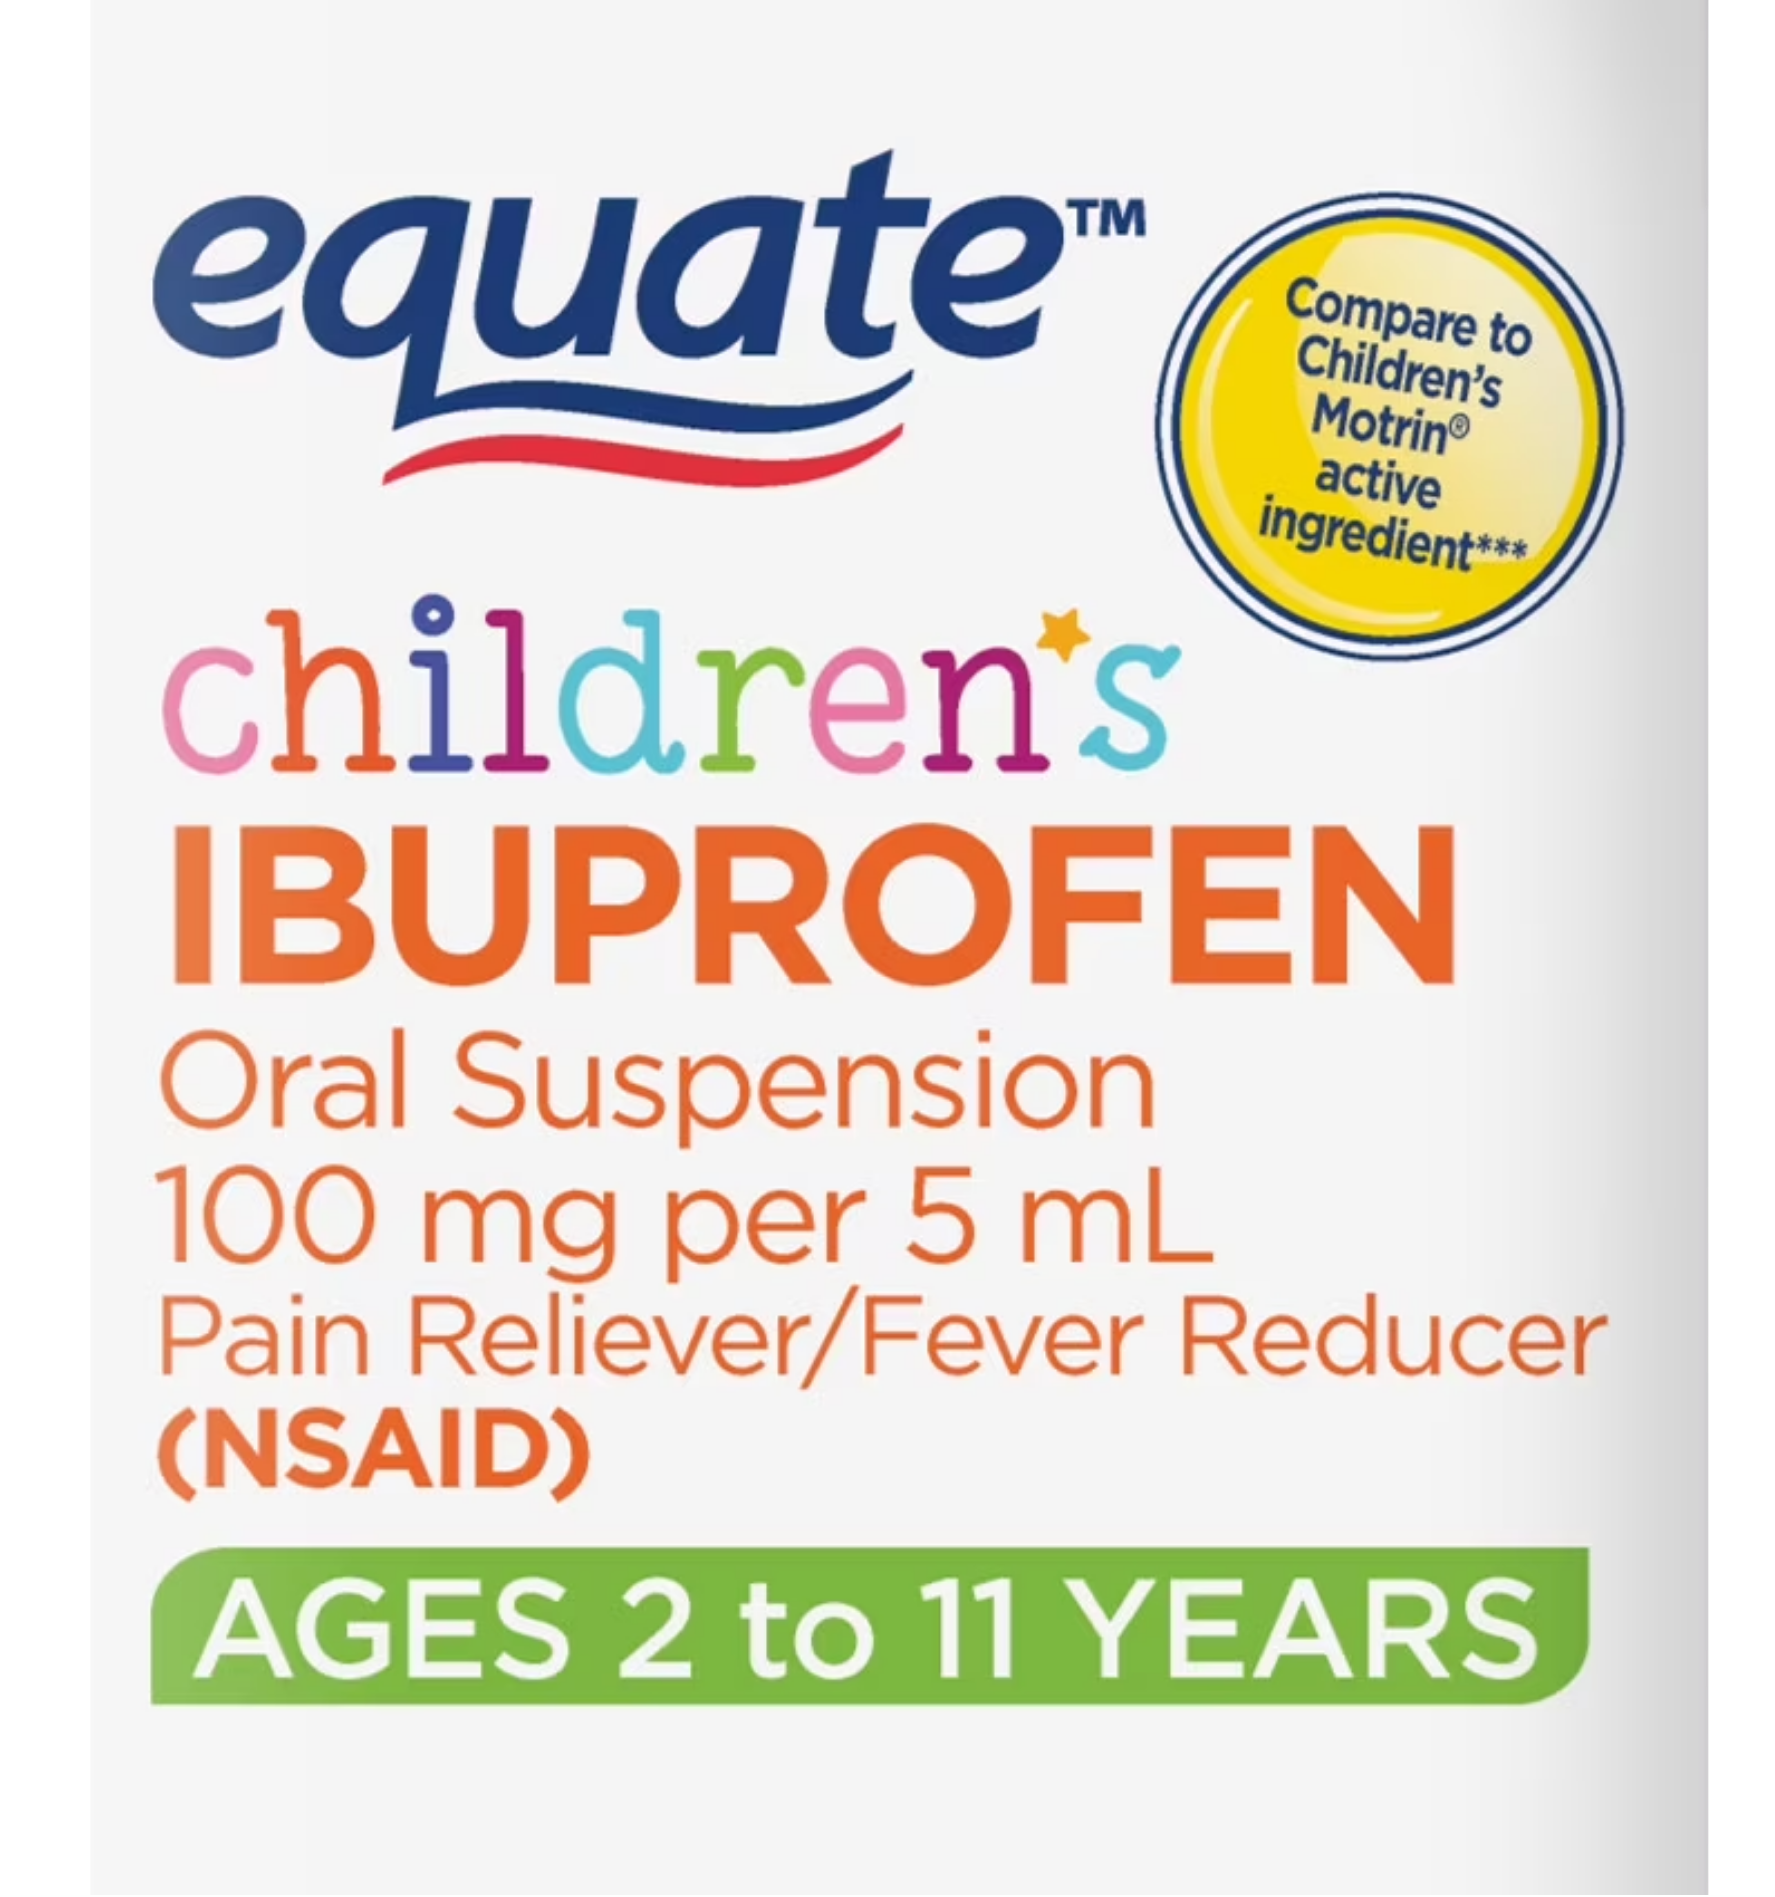 equate™
Compare to
Children's
Motrin®
active
ingredient***
children's
IBUPROFEN
Oral Suspension
100 mg per 5 mL
Pain Reliever/Fever Reducer
(NSAID)
AGES 2 to 11 YEARS